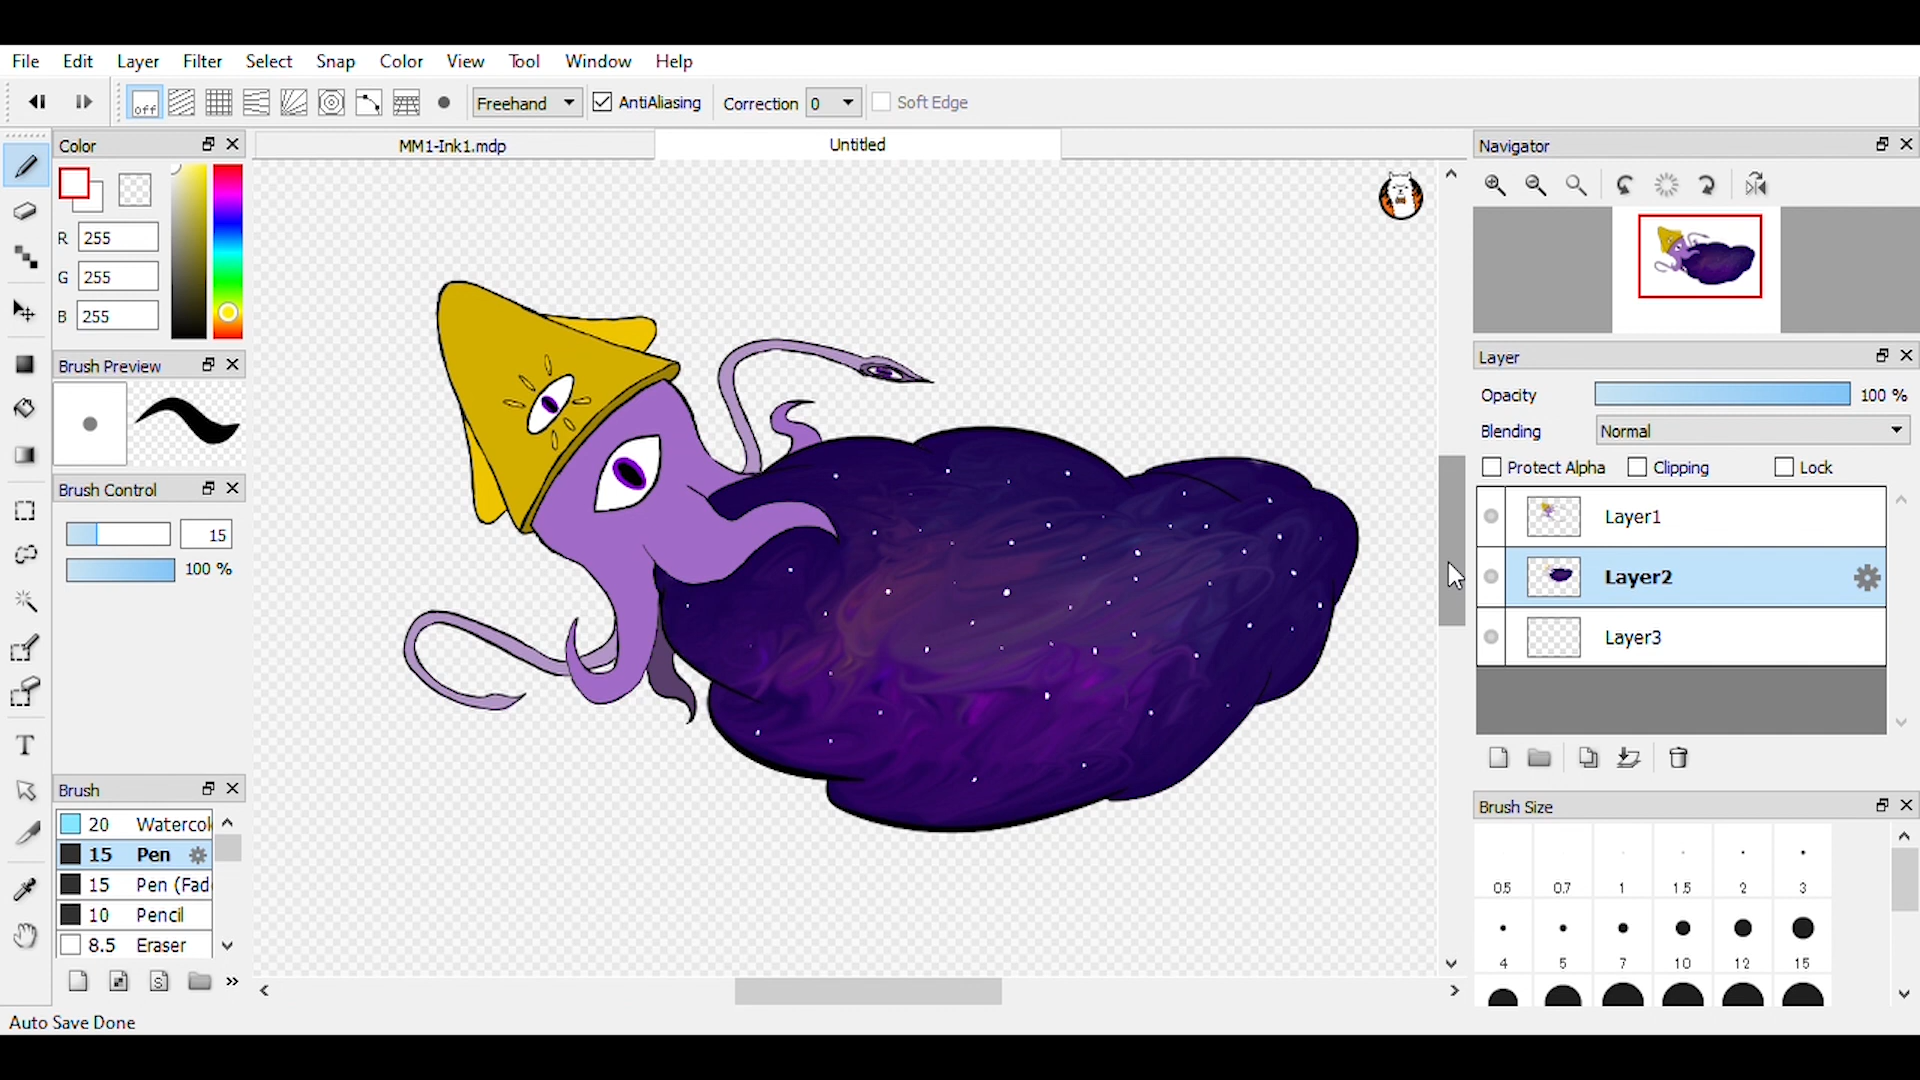 File Edit Layer Filter Select Snap Color View Tool Window Help
off Freehand AntiAliasing Correction 0 Soft Edge
Color
MM1-Ink1.mdp
Untitled
Navigator
R 255
G 255
B 255
Brush Preview
Brush Control
15
100 %
Layer
Opacity 100 %
Blending Normal
Protect Alpha Clipping Lock
Layer1
Layer2
Layer3
T
Brush
20 Watercol
15 Pen
15 Pen (Fad
10 Pencil
8.5 Eraser
S
Brush Size
0.5 0.7 1 1.5 2 3
4 5 7 10 12 15
Auto Save Done